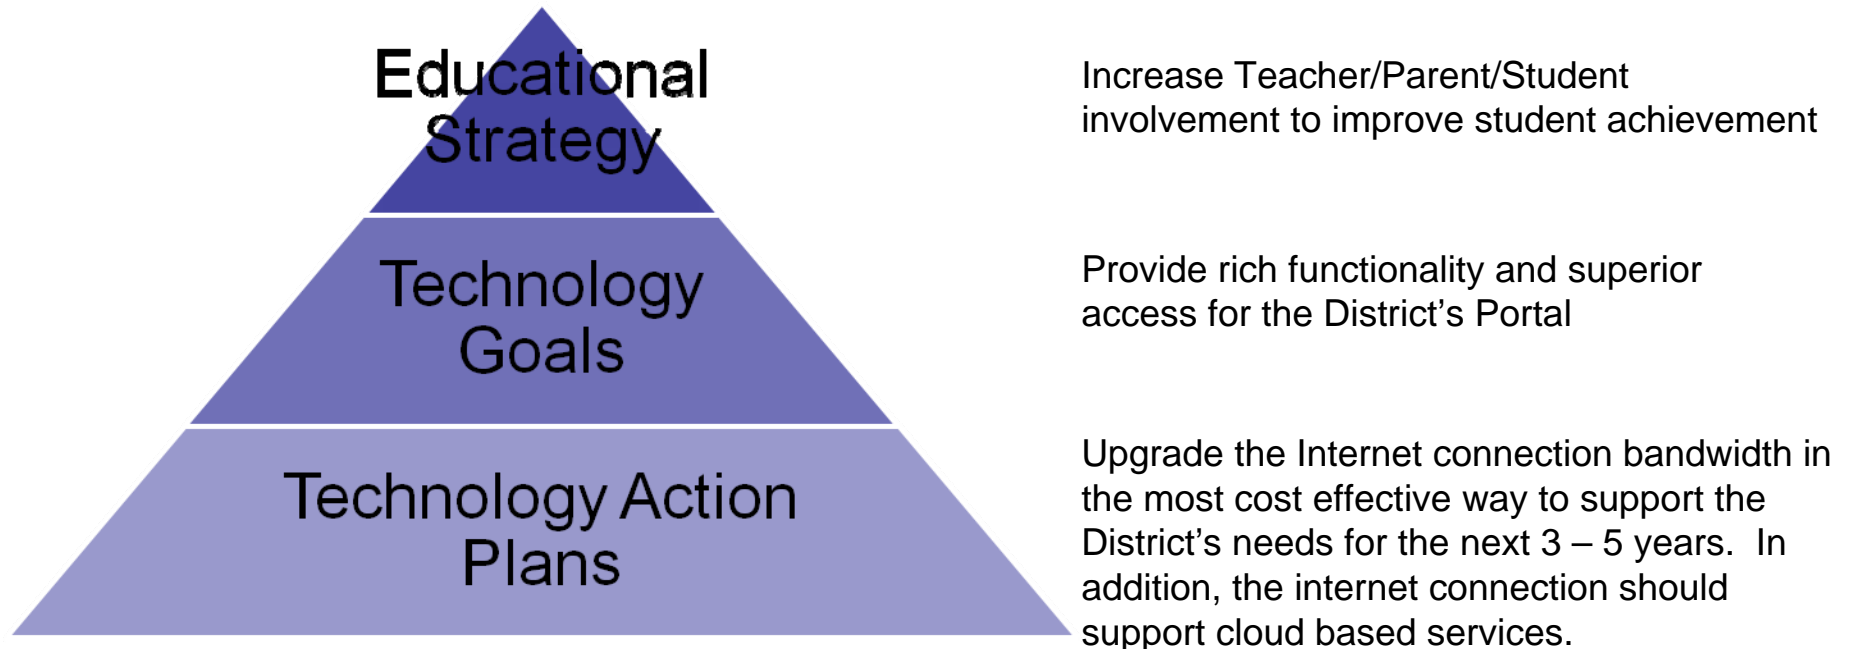 Educational
Strategy
Increase Teacher/Parent/Student
involvement to improve student achievement
Technology
Goals
Provide rich functionality and superior
access for the District’s Portal
Technology Action
Plans
Upgrade the Internet connection bandwidth in
the most cost effective way to support the
District’s needs for the next 3 – 5 years.  In
addition, the internet connection should
support cloud based services.